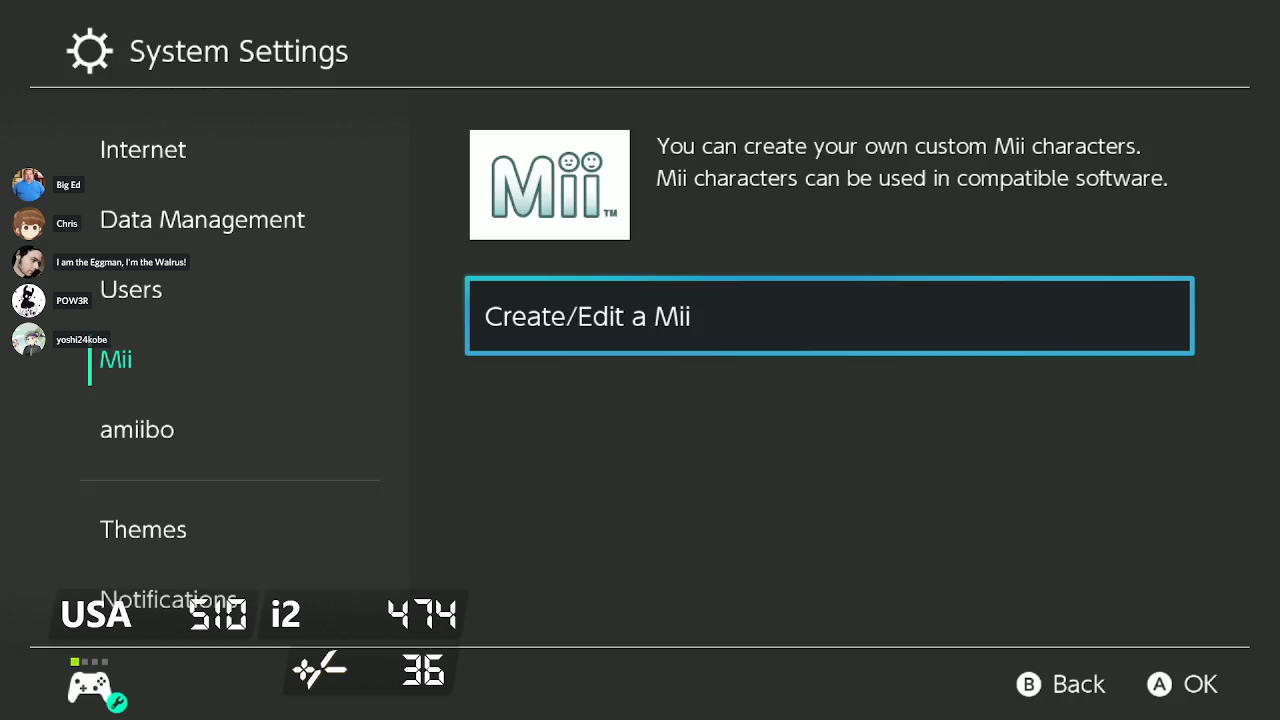 System Settings
Internet
Big Ed
Chris
Data Management
I am the Eggman, I'm the Walrus!
Users
POW3R
yoshi24kobe
Mii
amiibo
Themes
Notifications
Mii™
You can create your own custom Mii characters.
Mii characters can be used in compatible software.
Create/Edit a Mii
USA 510 i2 474
+/- 36
B Back A OK